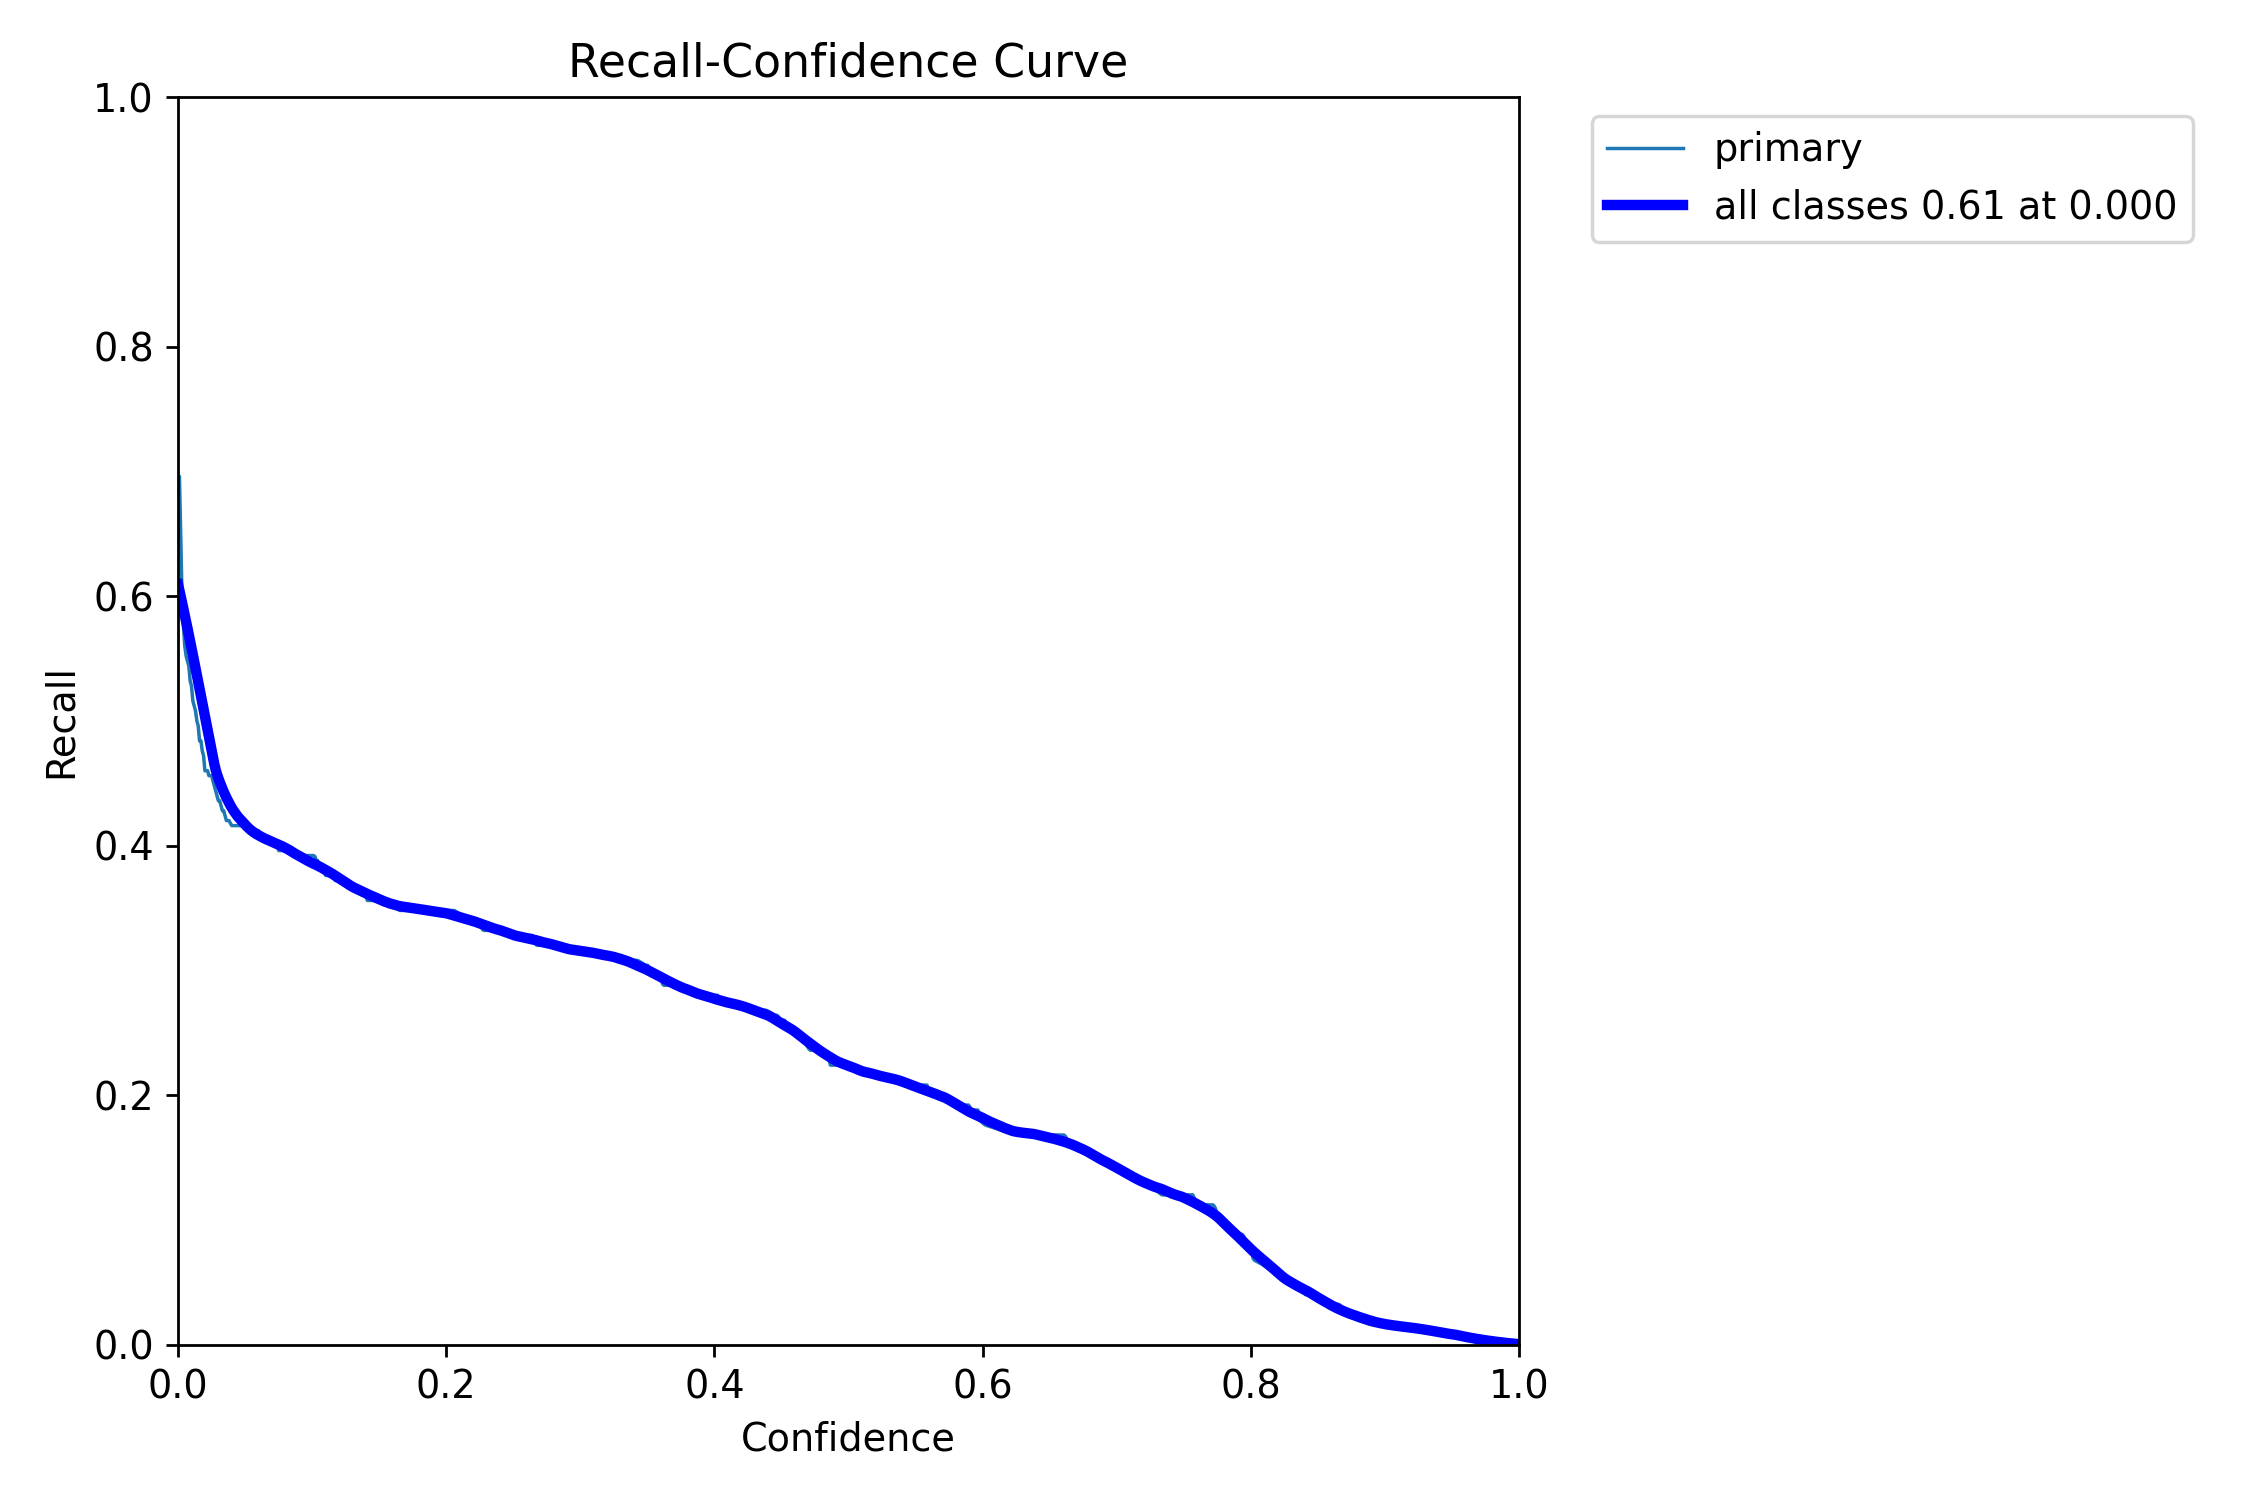 Recall-Confidence Curve
primary
all classes 0.61 at 0.000
Recall
1.0
0.8
0.6
0.4
0.2
0.0
0.0 0.2 0.4 0.6 0.8 1.0
Confidence